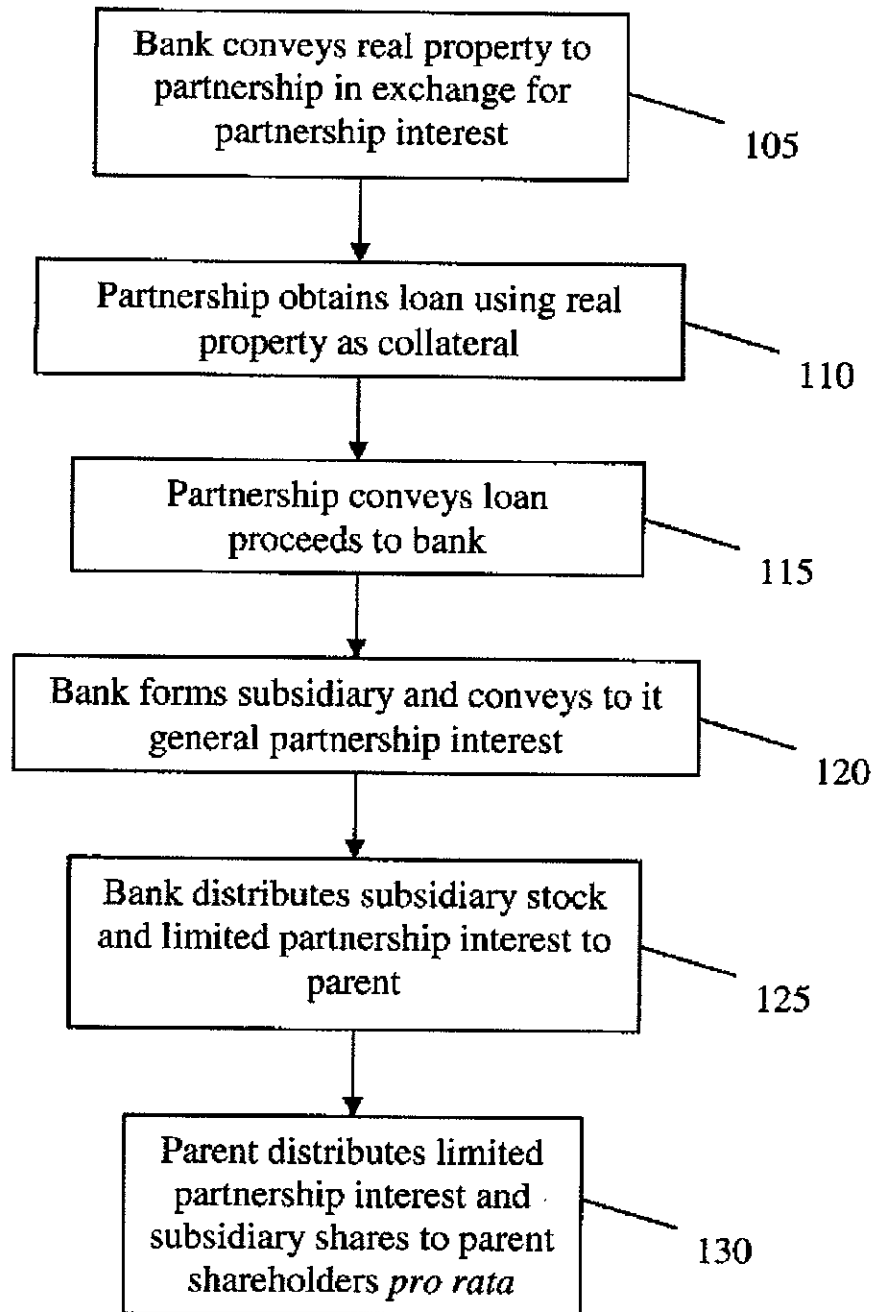 Bank conveys real property to
partnership in exchange for
partnership interest
105
Partnership obtains loan using real
property as collateral
110
Partnership conveys loan
proceeds to bank
115
Bank forms subsidiary and conveys to it
general partnership interest
120
Bank distributes subsidiary stock
and limited partnership interest to
parent
125
Parent distributes limited
partnership interest and
subsidiary shares to parent
shareholders pro rata
130